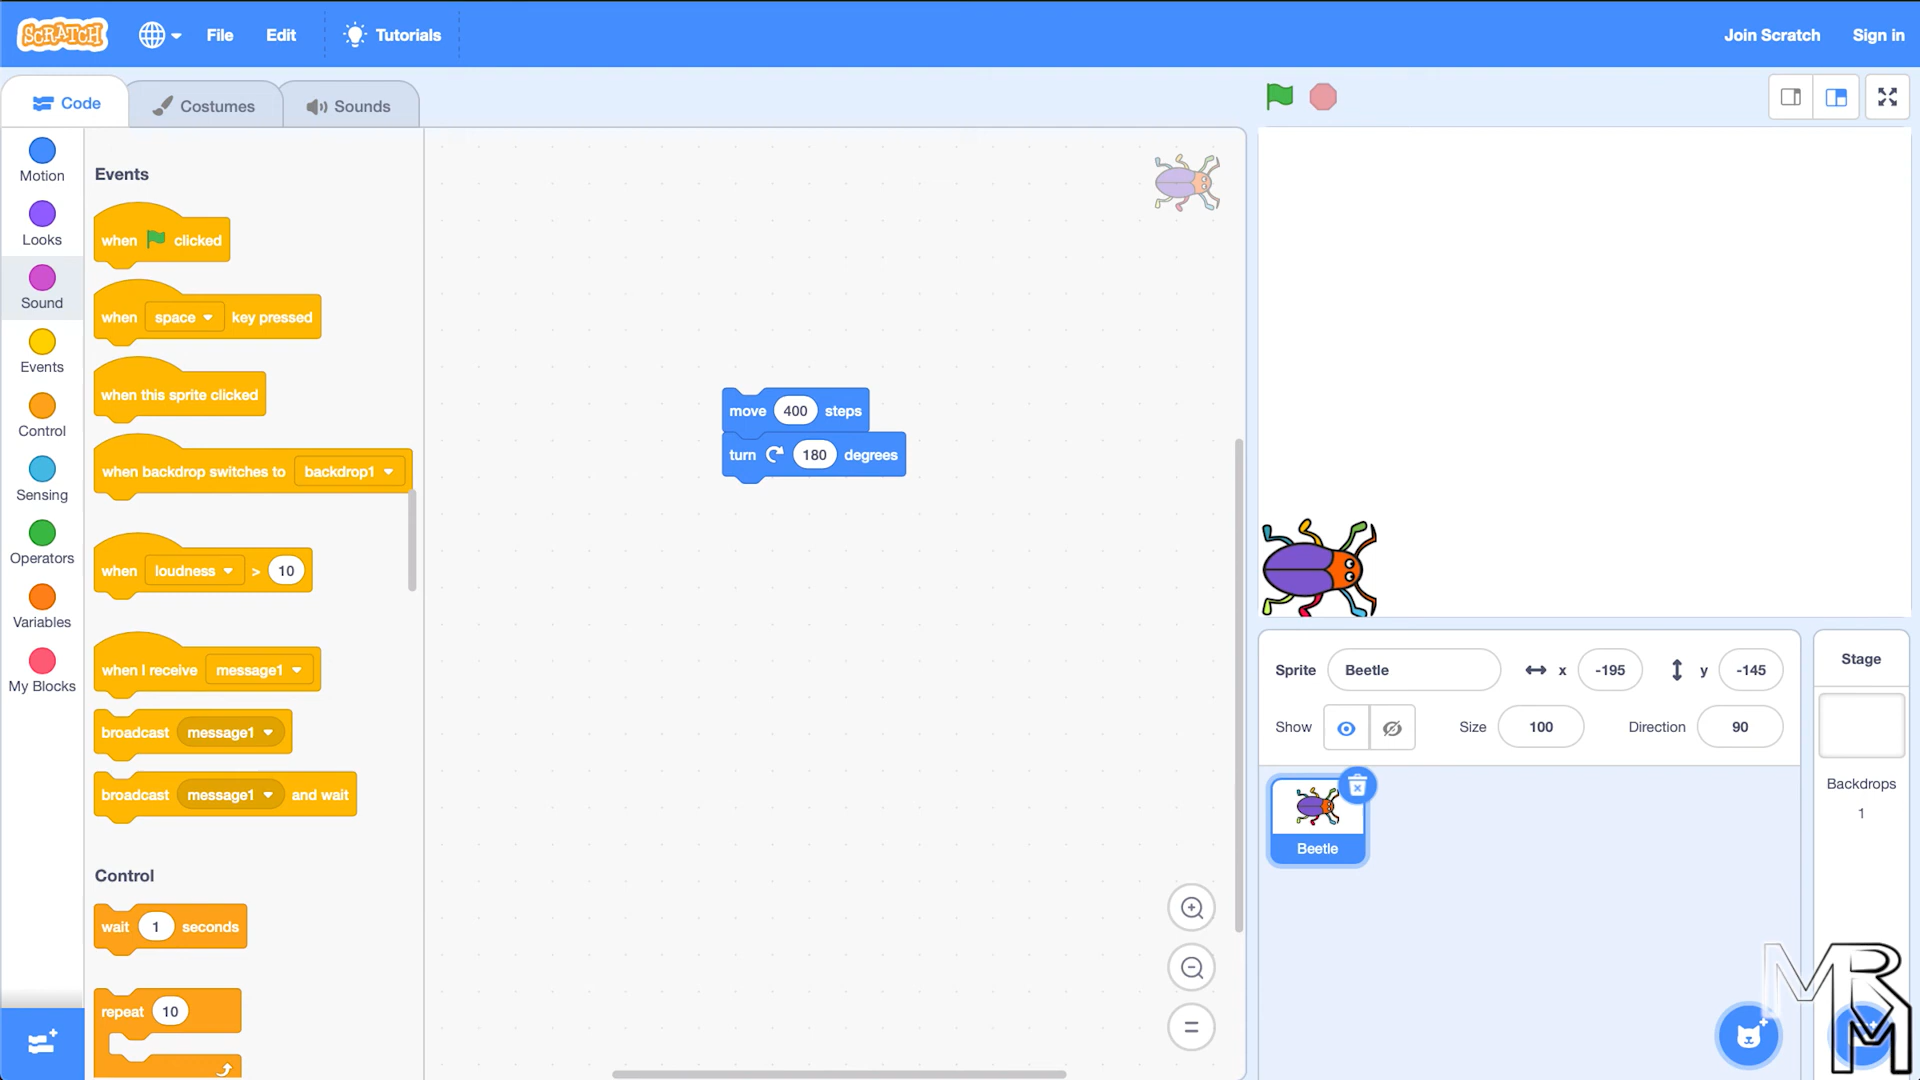 SCRATCH File Edit Tutorials Join Scratch Sign in
Code Costumes Sounds
Motion
Looks
Sound
Events
Control
Sensing
Operators
Variables
My Blocks
Events
when clicked
when space key pressed
when this sprite clicked
when backdrop switches to backdrop1
when loudness > 10
when I receive message1
broadcast message1
broadcast message1 and wait
Control
wait 1 seconds
repeat 10
move 400 steps
turn 180 degrees
Sprite Beetle x -195 y -145
Show Size 100 Direction 90
Beetle
Stage
Backdrops
1
MRM